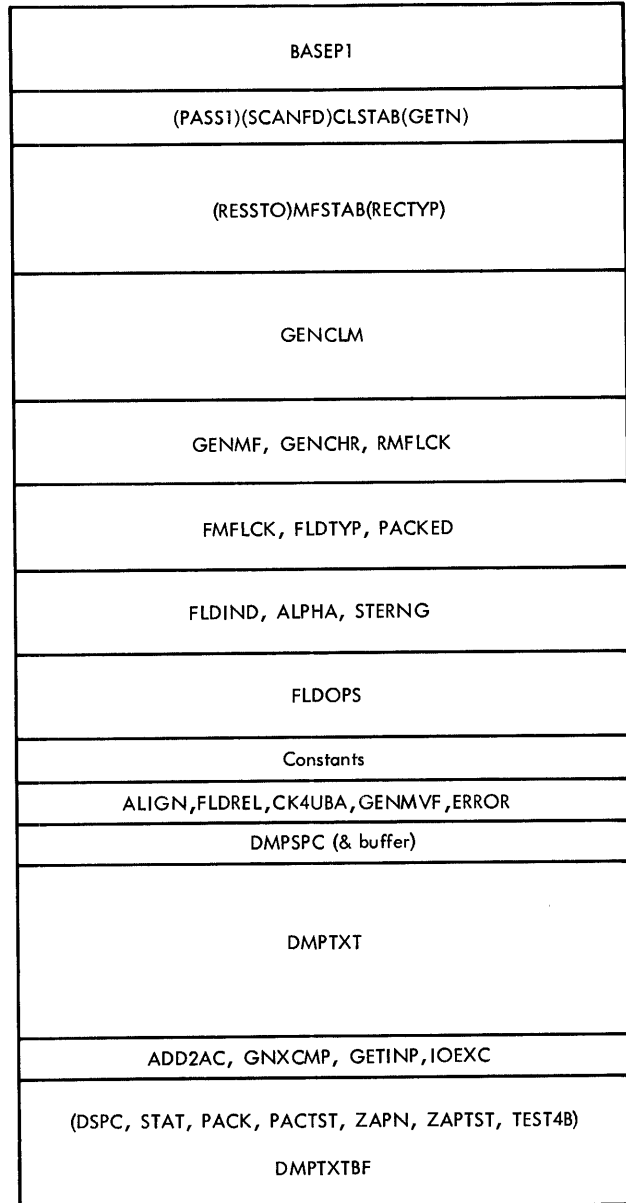 BASEP1
(PASS1)(SCANFD)CLSTAB(GETN)
(RESSTO)MFSTAB(RECTYP)
GENCLM
GENMF, GENCHR, RMFLCK
FMFLCK, FLDTYP, PACKED
FLDIND, ALPHA, STERNG
FLDOPS
Constants
ALIGN,FLDREL,CK4UBA,GENMVF,ERROR
DMPSPC (& buffer)
DMPTXT
ADD2AC, GNXCMP, GETINP,IOEXC
(DSPC, STAT, PACK, PACTST, ZAPN, ZAPTST, TEST4B)
DMPTXTBF